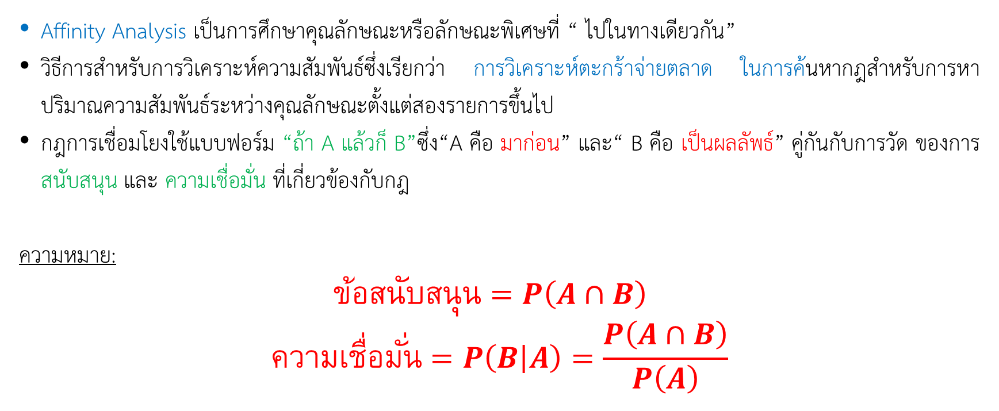 • Affinity Analysis เป็นการศึกษาคุณลักษณะหรือลักษณะพิเศษที่ “ ไปในทางเดียวกัน”
• วิธีการสำหรับการวิเคราะห์ความสัมพันธ์ซึ่งเรียกว่า การวิเคราะห์ตะกร้าจ่ายตลาด ในการค้นหากฎสำหรับการหา
ปริมาณความสัมพันธ์ระหว่างคุณลักษณะตั้งแต่สองรายการขึ้นไป
• กฎการเชื่อมโยงใช้แบบฟอร์ม “ถ้า A แล้วก็ B”ซึ่ง“A คือ มาก่อน” และ“ B คือ เป็นผลลัพธ์” คู่กันกับการวัด ของการ
สนับสนุน และ ความเชื่อมั่น ที่เกี่ยวข้องกับกฎ
ความหมาย:
ข้อสนับสนุน = P(A ∩ B)
ความเชื่อมั่น = P(B|A) = P(A ∩ B) / P(A)